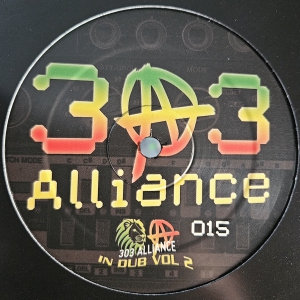 3A3
Alliance
015
303 ALLIANCE
IN DUB VOL 2